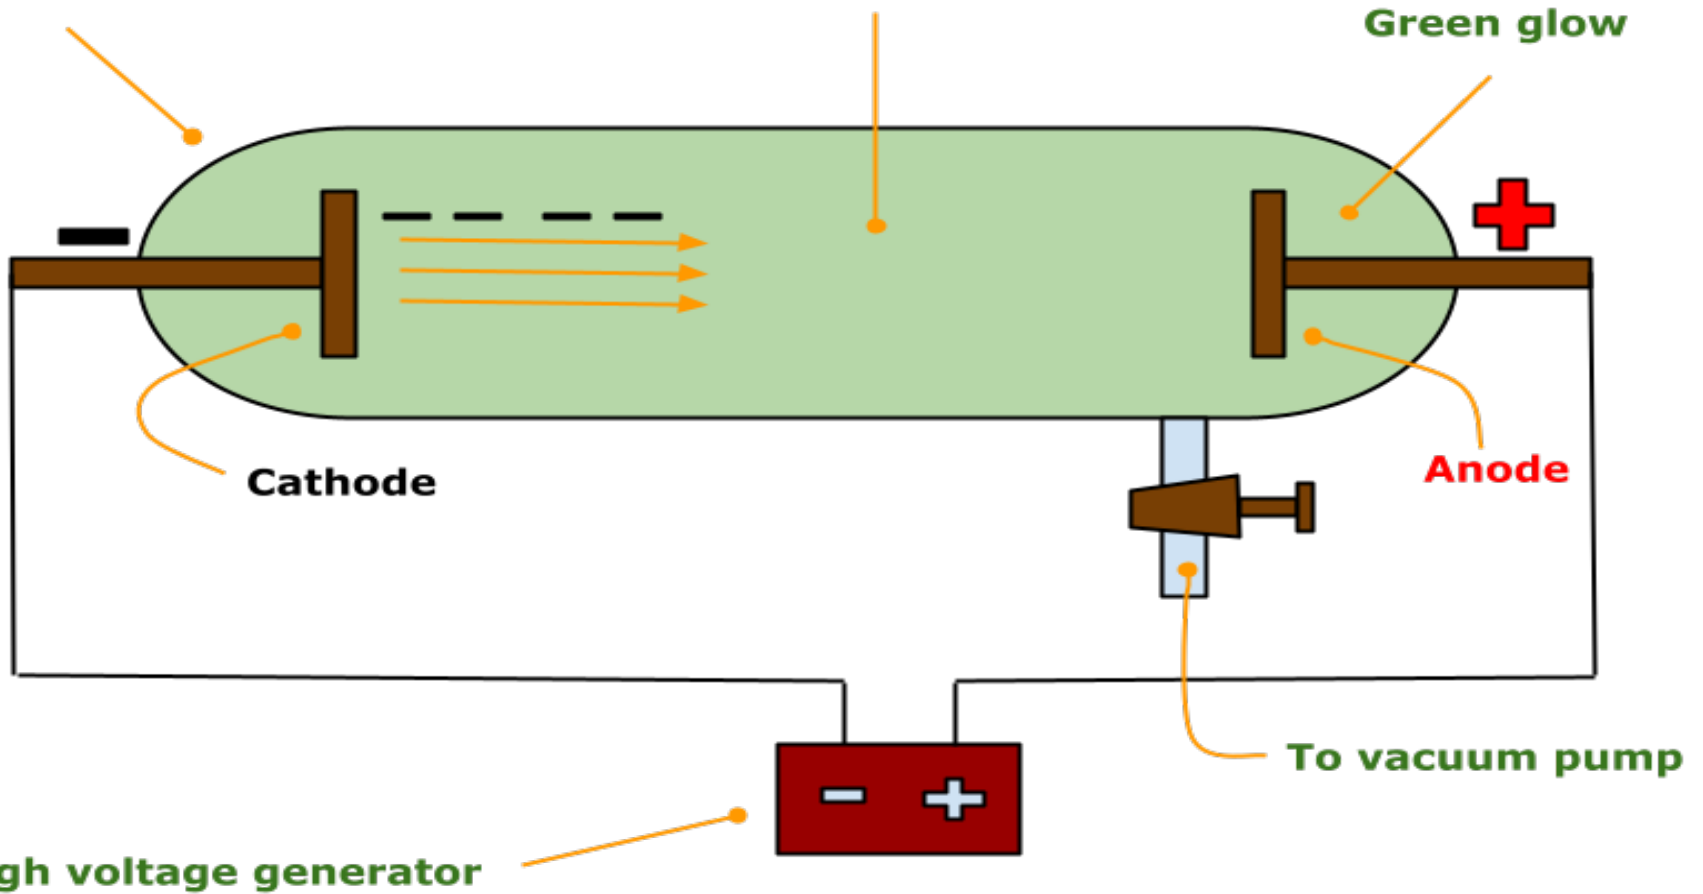 Green glow
Cathode
Anode
To vacuum pump
gh voltage generator